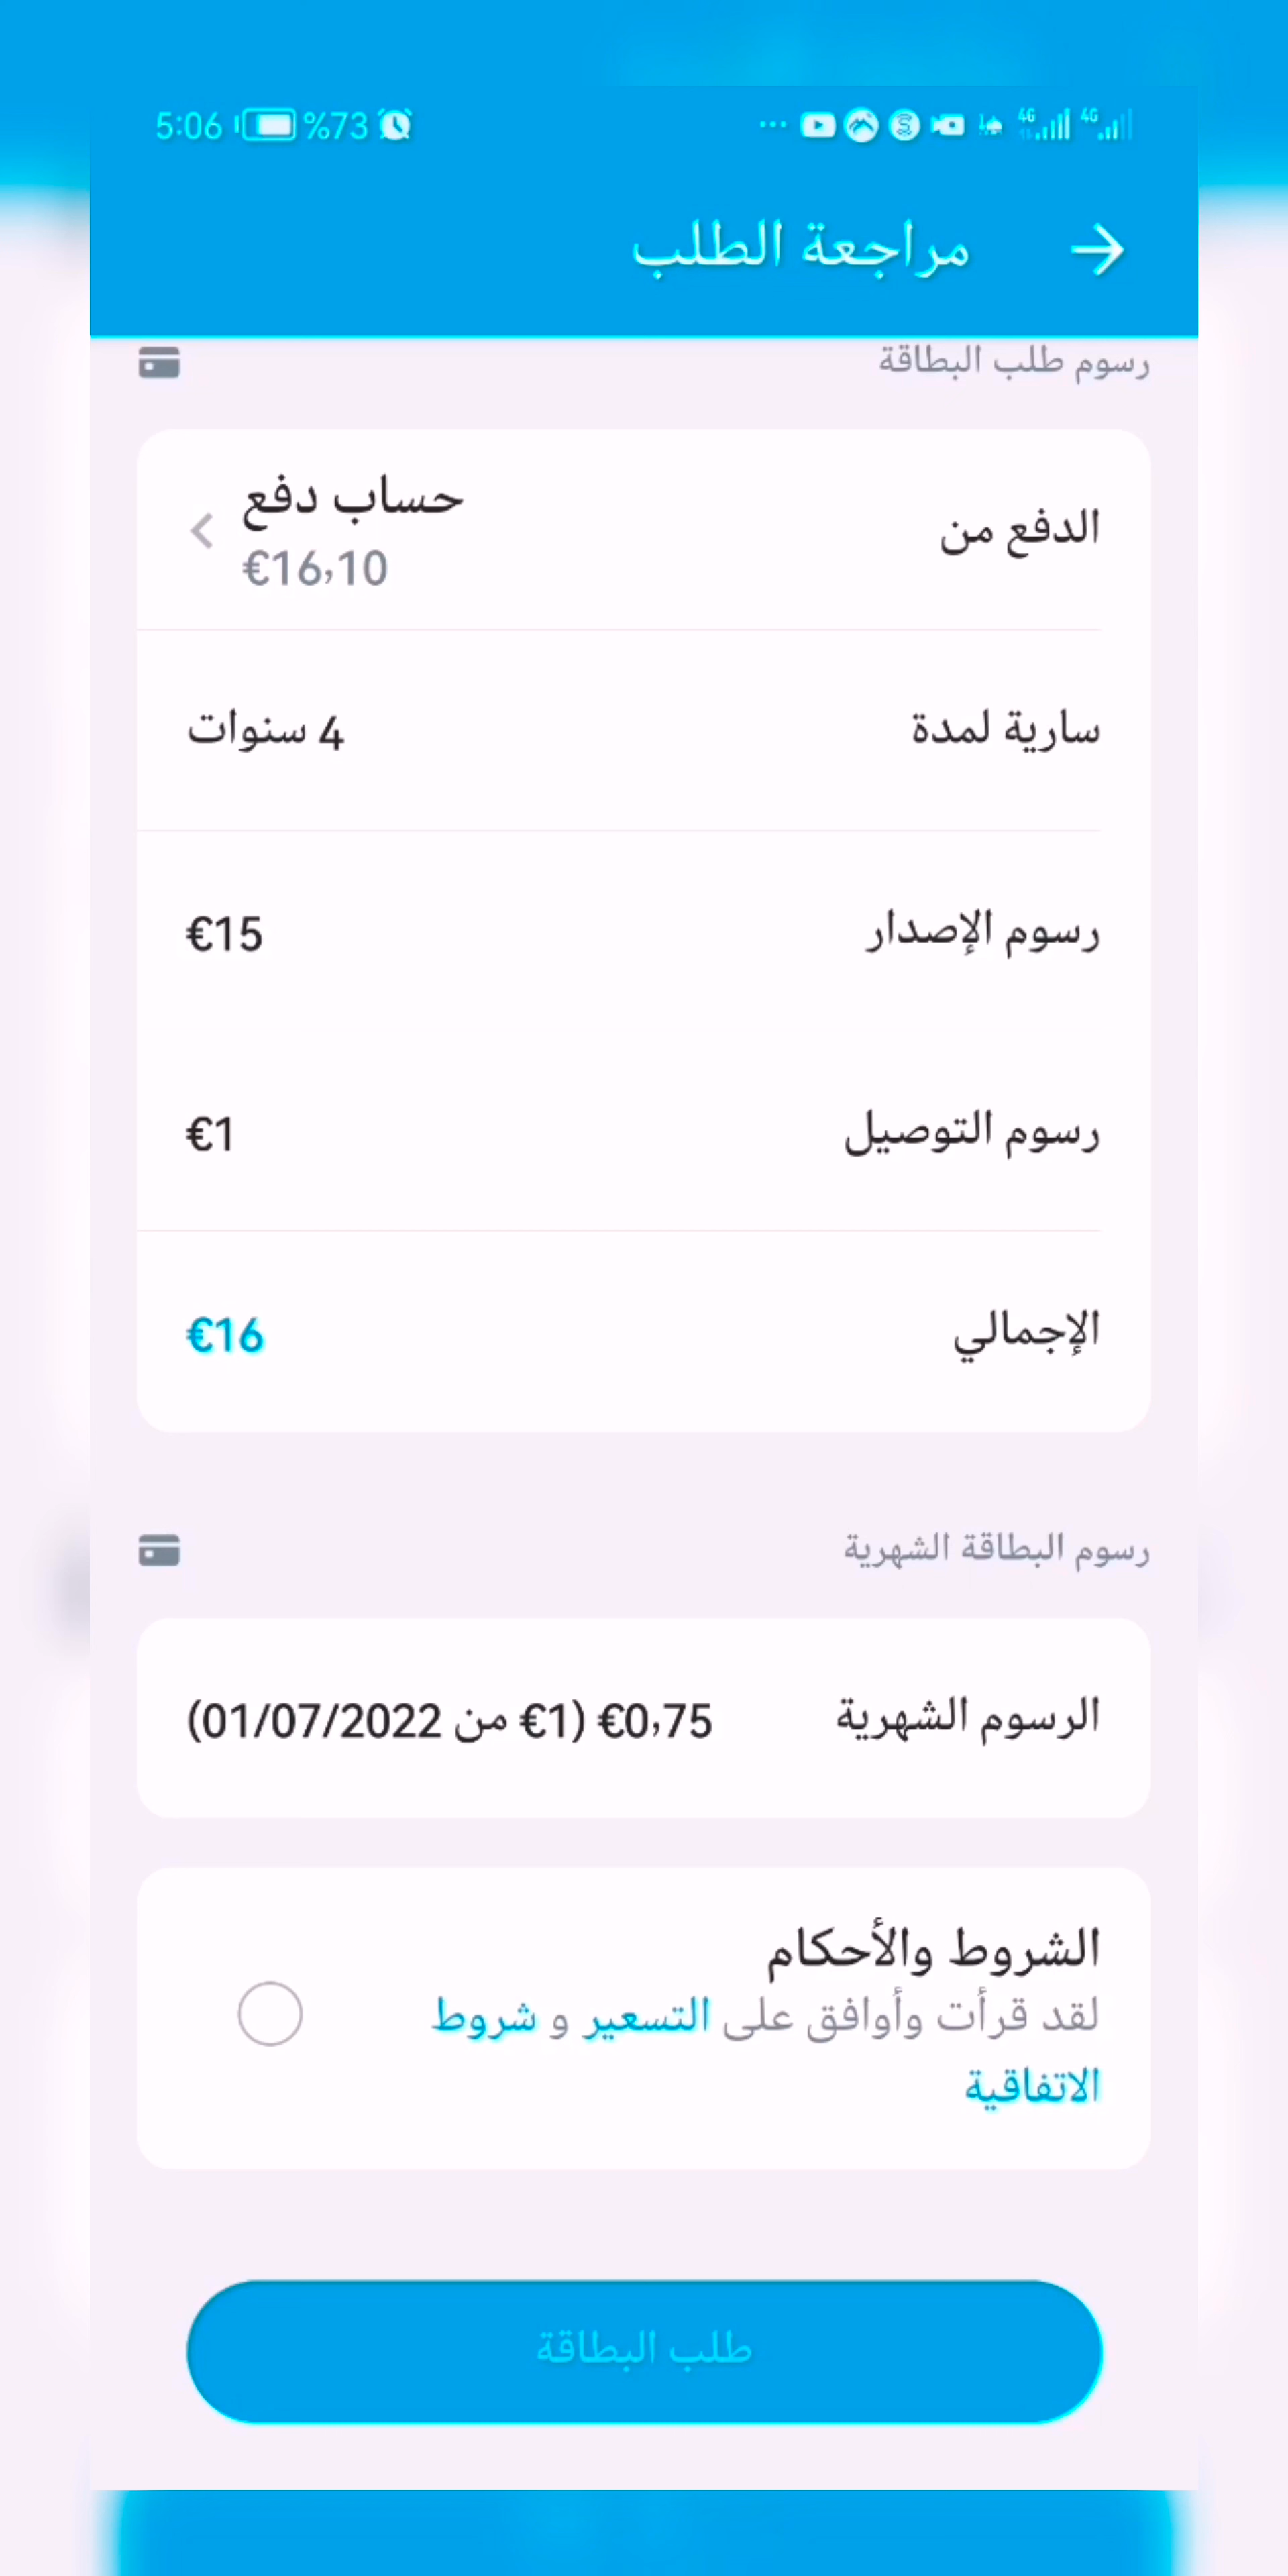 5:06 %73 4G 4G
مراجعة الطلب
رسوم طلب البطاقة
الدفع من
حساب دفع
€16,10
سارية لمدة
4 سنوات
رسوم الإصدار
€15
رسوم التوصيل
€1
الإجمالي
€16
رسوم البطاقة الشهرية
الرسوم الشهرية
€0,75 (€1 من 01/07/2022)
الشروط والأحكام
لقد قرأت وأوافق على التسعير و شروط
الاتفاقية
طلب البطاقة